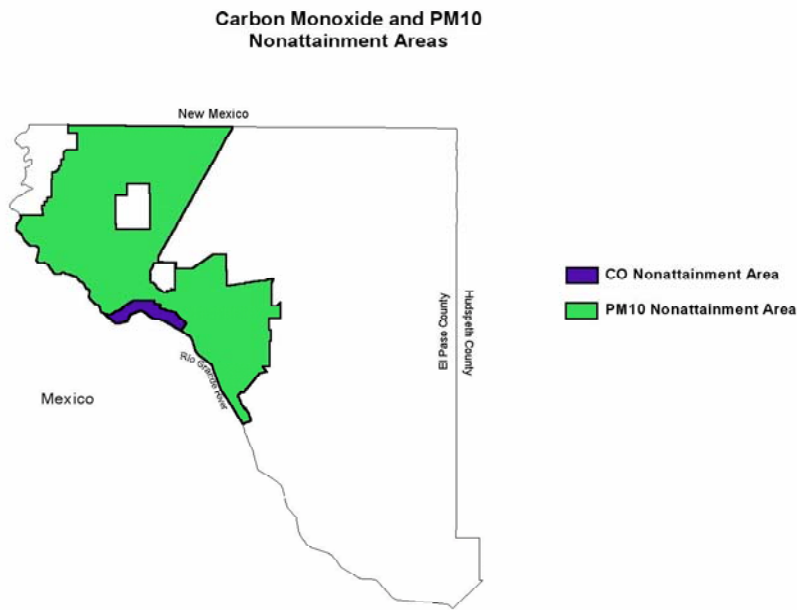 Carbon Monoxide and PM10
Nonattainment Areas
New Mexico
CO Nonattainment Area
PM10 Nonattainment Area
El Paso County
Hudspeth County
Rio Grande River
Mexico